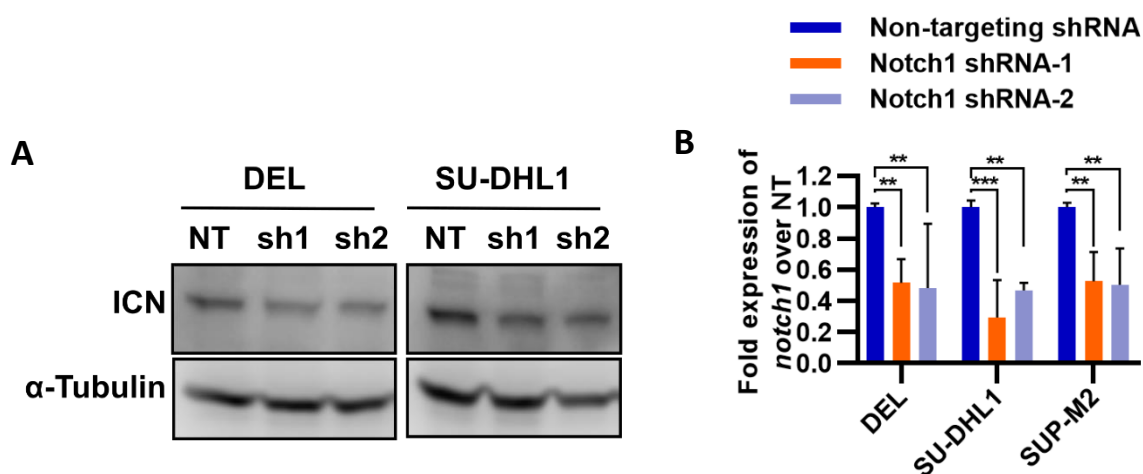 Non-targeting shRNA
Notch1 shRNA-1
Notch1 shRNA-2
A
DEL SU-DHL1
NT sh1 sh2 NT sh1 sh2
ICN
α-Tubulin
B
Fold expression of
notch1 over NT
1.2
1.0
0.8
0.6
0.4
0.2
0.0
** ** **
** *** **
DEL
SU-DHL1
SUP-M2